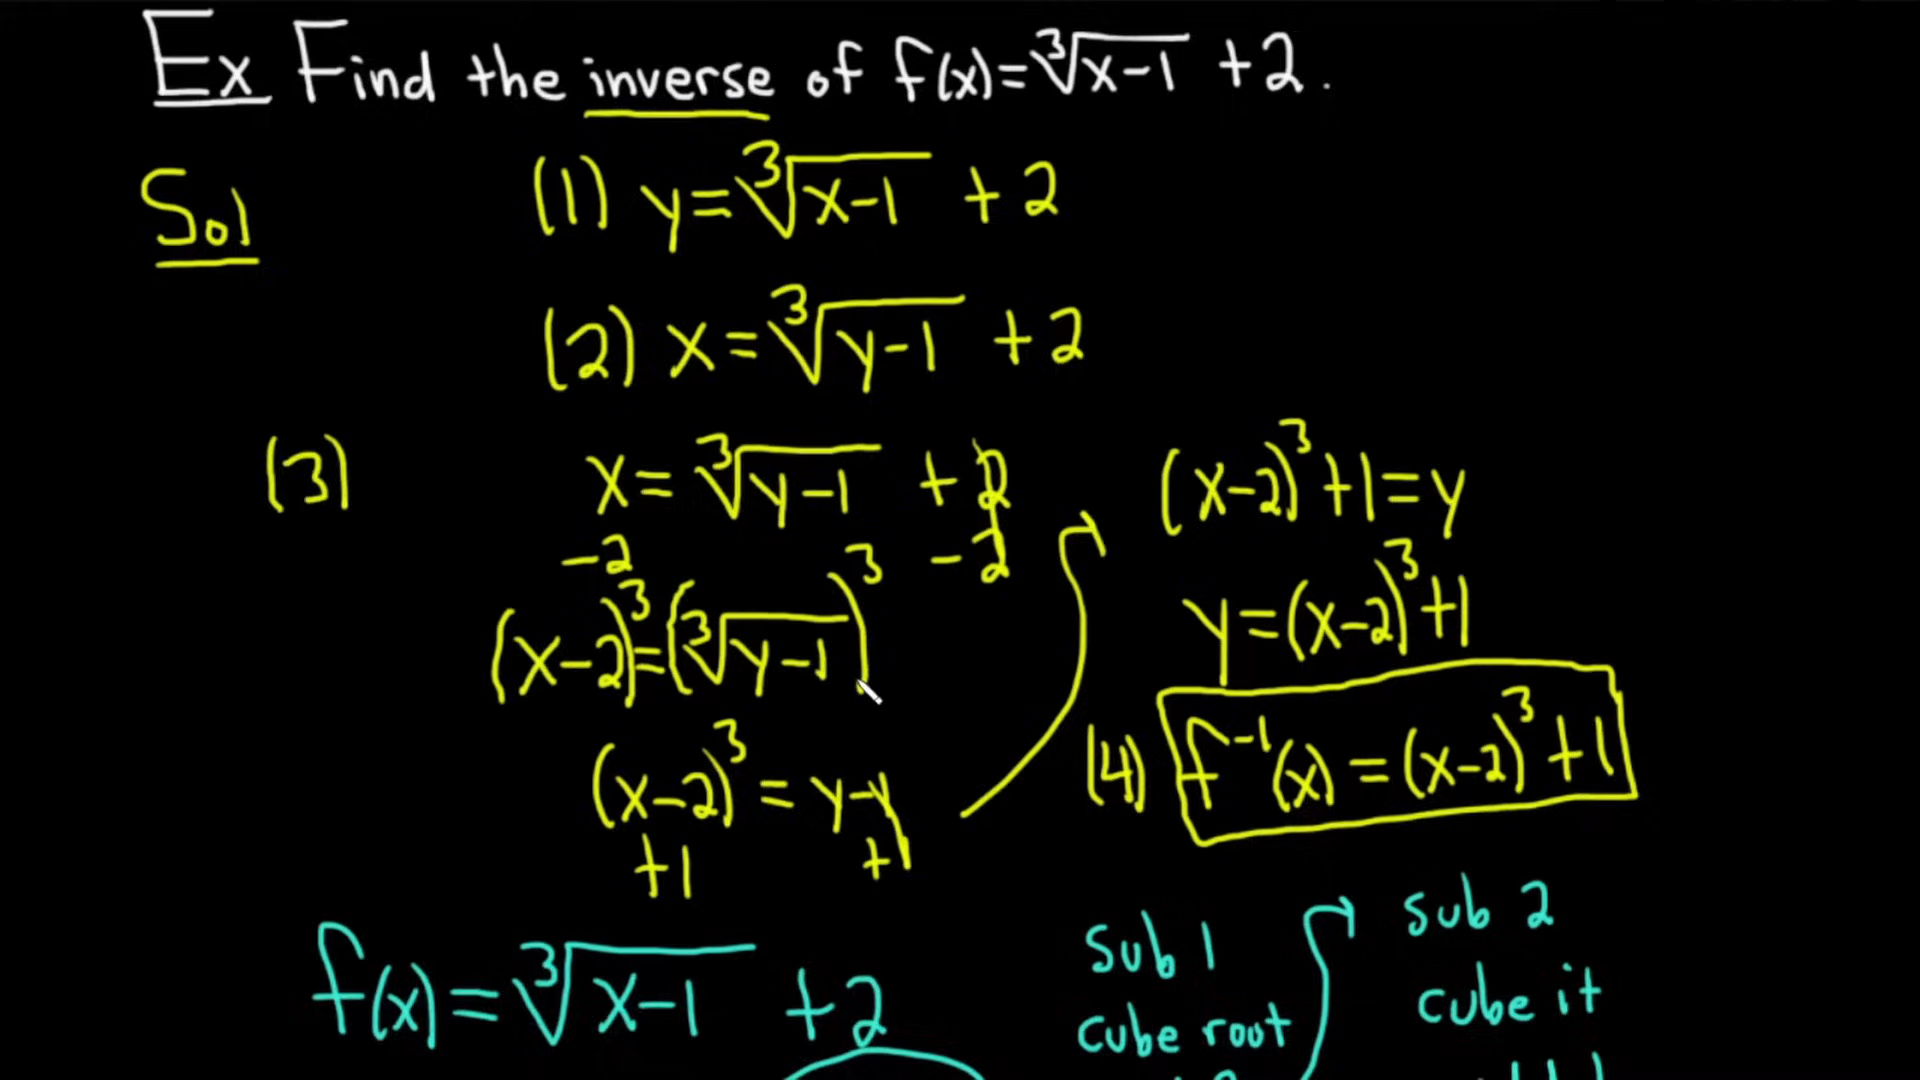 Ex Find the inverse of f(x)=∛(x-1) +2.
Sol
(1) y=∛(x-1) +2
(2) x=∛(y-1) +2
(3) x=∛(y-1) +2
-2 -2
(x-2)³=(∛(y-1))³
(x-2)³=y-1
+1 +1
(x-2)³+1=y
y=(x-2)³+1
(4) f⁻¹(x)=(x-2)³+1
f(x)=∛(x-1) +2
sub 1
cube root
sub 2
cube it